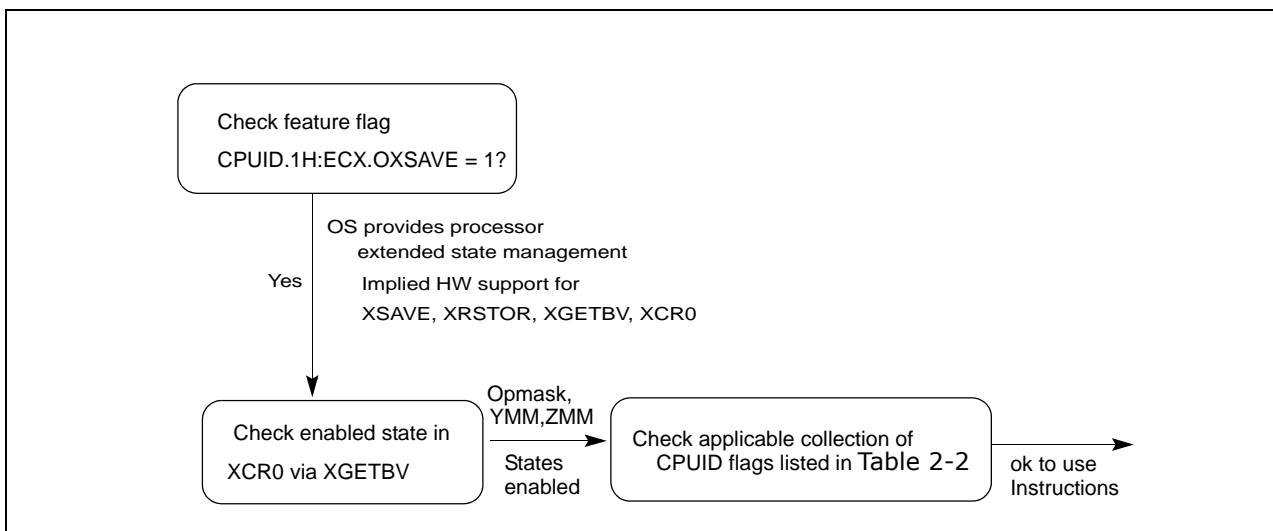 Check feature flag
CPUID.1H:ECX.OXSAVE = 1?
OS provides processor
extended state management
Yes
Implied HW support for
XSAVE, XRSTOR, XGETBV, XCR0
Check enabled state in
XCR0 via XGETBV
Opmask,
YMM,ZMM
States
enabled
Check applicable collection of
CPUID flags listed in Table 2-2
ok to use
Instructions